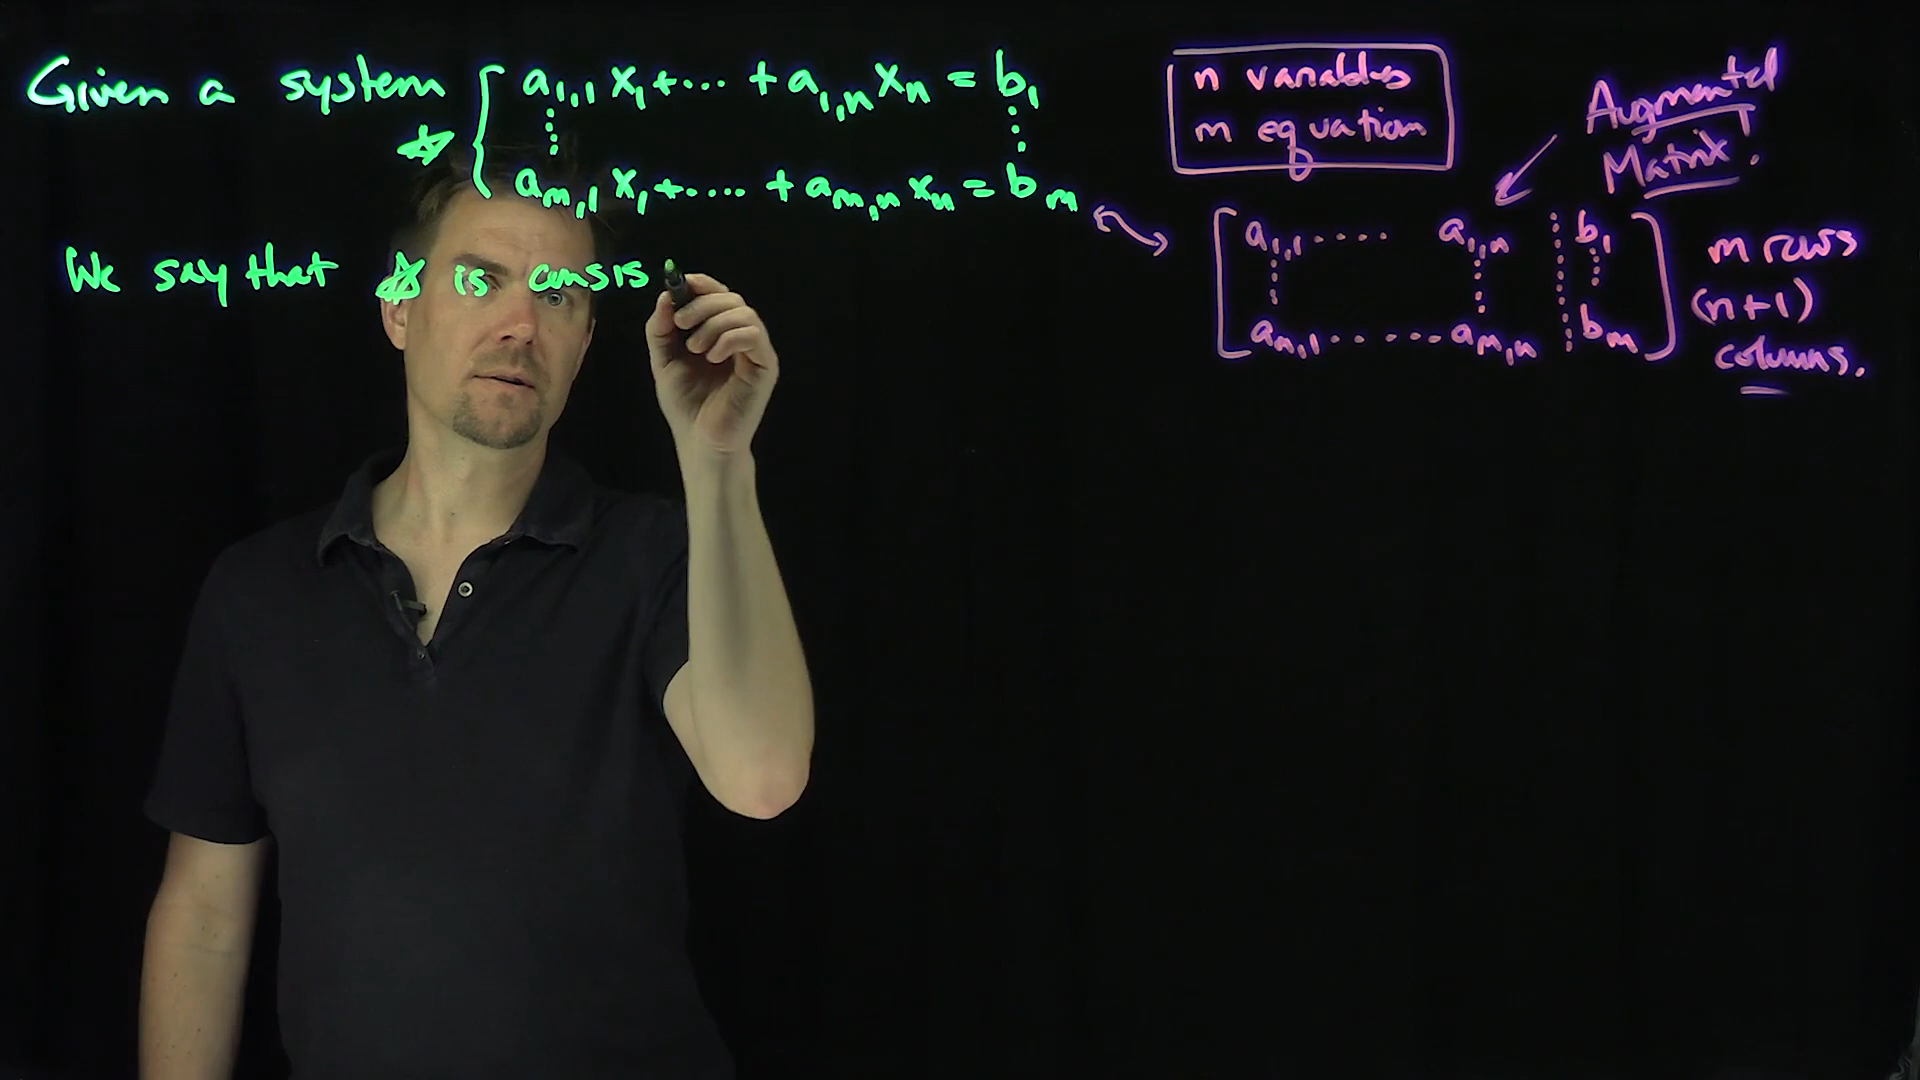 Given a system { a1,1 x1 + ... + a1,n xn = b1
☆ ⋮ ⋮
am,1 x1 + .... + am,n xn = bm
We say that ☆ is consis
n variables
m equation
Augmented
Matrix.
[ a1,1 .... a1,n ⋮ b1 ]
⋮ ⋮ ⋮ ⋮
am,1 ...... am,n ⋮ bm
m rows
(n+1)
columns.